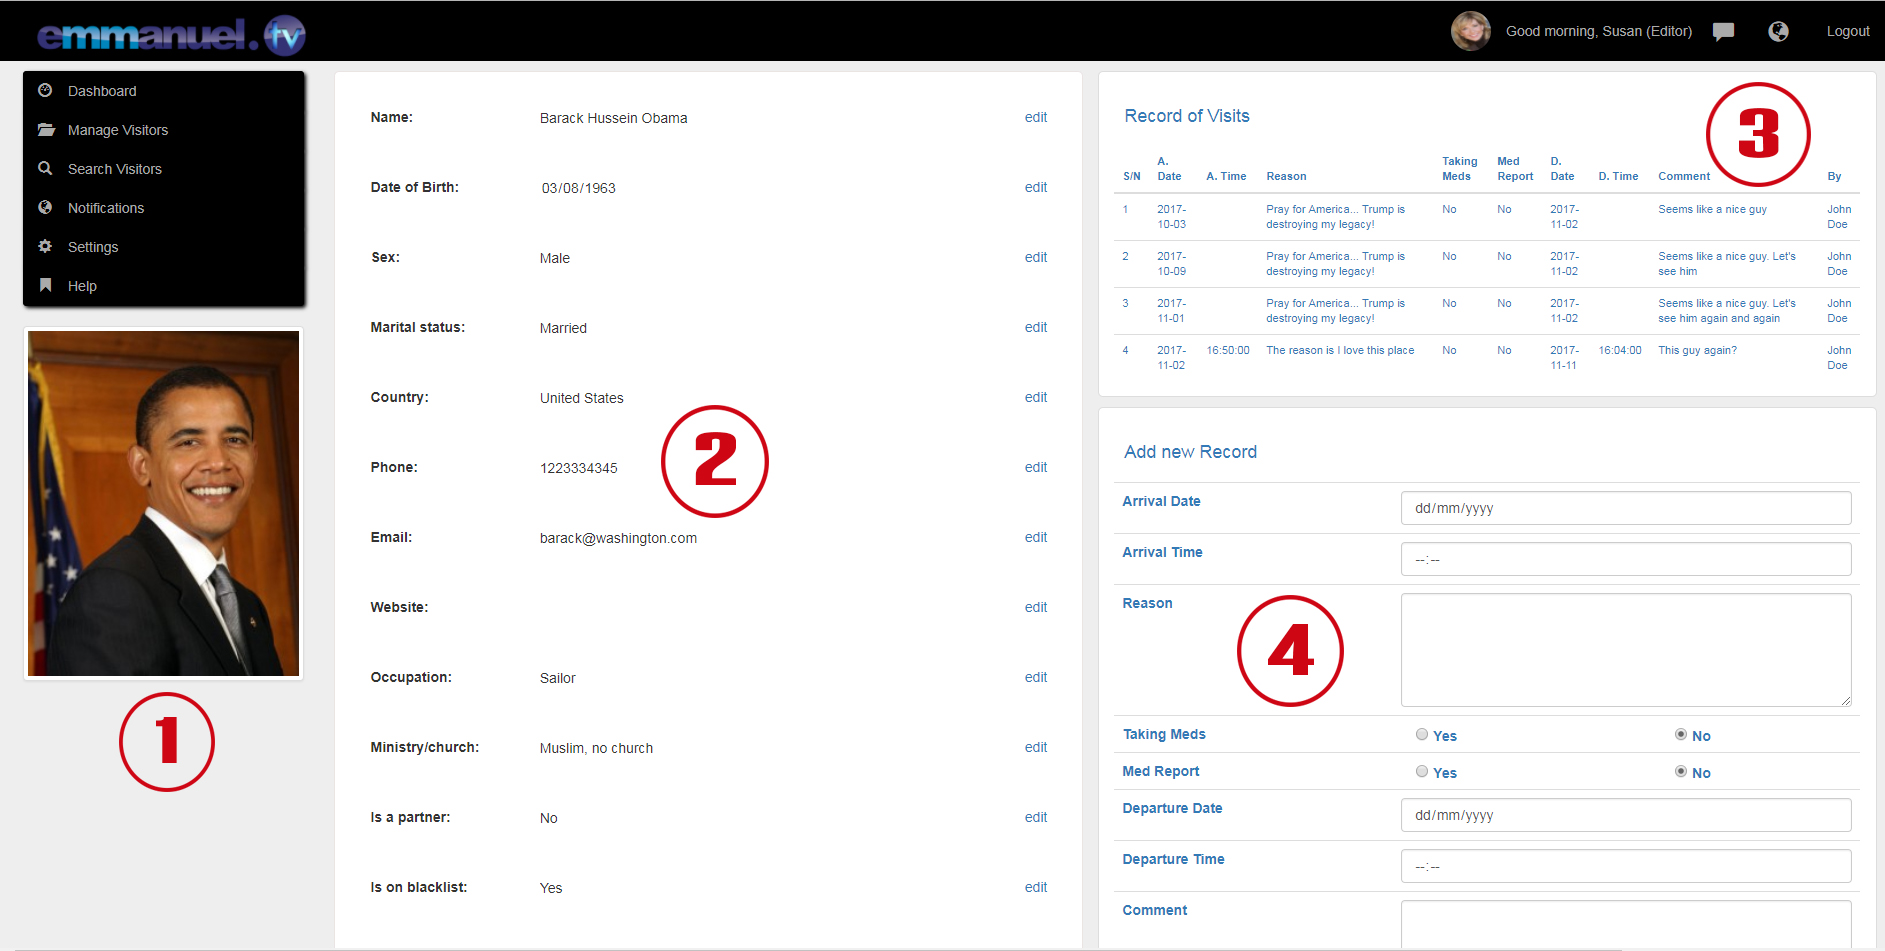 emmanuel.tv
Good morning, Susan (Editor)
Logout
Dashboard
Manage Visitors
Search Visitors
Notifications
Settings
Help
1
Name: Barack Hussein Obama edit
Date of Birth: 03/08/1963 edit
Sex: Male edit
Marital status: Married edit
Country: United States edit
2
Phone: 1223334345 edit
Email: barack@washington.com edit
Website: edit
Occupation: Sailor edit
Ministry/church: Muslim, no church edit
Is a partner: No edit
Is on blacklist: Yes edit
Record of Visits
3
S/N A. Date A. Time Reason Taking Meds Med Report D. Date D. Time Comment By
1 2017-10-03 Pray for America... Trump is destroying my legacy! No No 2017-11-02 Seems like a nice guy John Doe
2 2017-10-09 Pray for America... Trump is destroying my legacy! No No 2017-11-02 Seems like a nice guy. Let's see him John Doe
3 2017-11-01 Pray for America... Trump is destroying my legacy! No No 2017-11-02 Seems like a nice guy. Let's see him again and again John Doe
4 2017-11-02 16:50:00 The reason is I love this place No No 2017-11-11 16:04:00 This guy again? John Doe
Add new Record
Arrival Date dd/mm/yyyy
Arrival Time --:--
Reason
4
Taking Meds Yes No
Med Report Yes No
Departure Date dd/mm/yyyy
Departure Time --:--
Comment